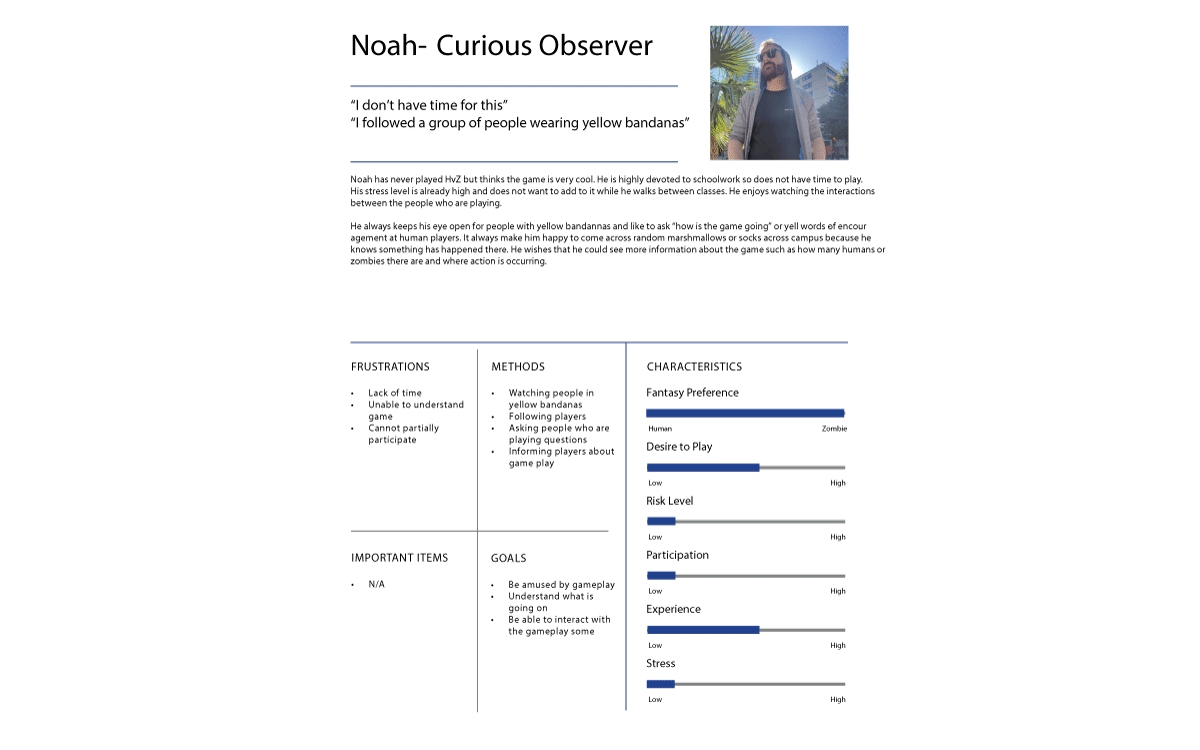 Noah- Curious Observer
“I don’t have time for this”
“I followed a group of people wearing yellow bandanas”
Noah has never played HvZ but thinks the game is very cool. He is highly devoted to schoolwork so does not have time to play.
His stress level is already high and does not want to add to it while he walks between classes. He enjoys watching the interactions
between the people who are playing.
He always keeps his eye open for people with yellow bandannas and like to ask “how is the game going” or yell words of encour
agement at human players. It always make him happy to come across random marshmallows or socks across campus because he
knows something has happened there. He wishes that he could see more information about the game such as how many humans or
zombies there are and where action is occurring.
FRUSTRATIONS
• Lack of time
• Unable to understand
game
• Cannot partially
participate
METHODS
• Watching people in
yellow bandanas
• Following players
• Asking people who are
playing questions
• Informing players about
game play
IMPORTANT ITEMS
• N/A
GOALS
• Be amused by gameplay
• Understand what is
going on
• Be able to interact with
the gameplay some
CHARACTERISTICS
Fantasy Preference
Human Zombie
Desire to Play
Low High
Risk Level
Low High
Participation
Low High
Experience
Low High
Stress
Low High